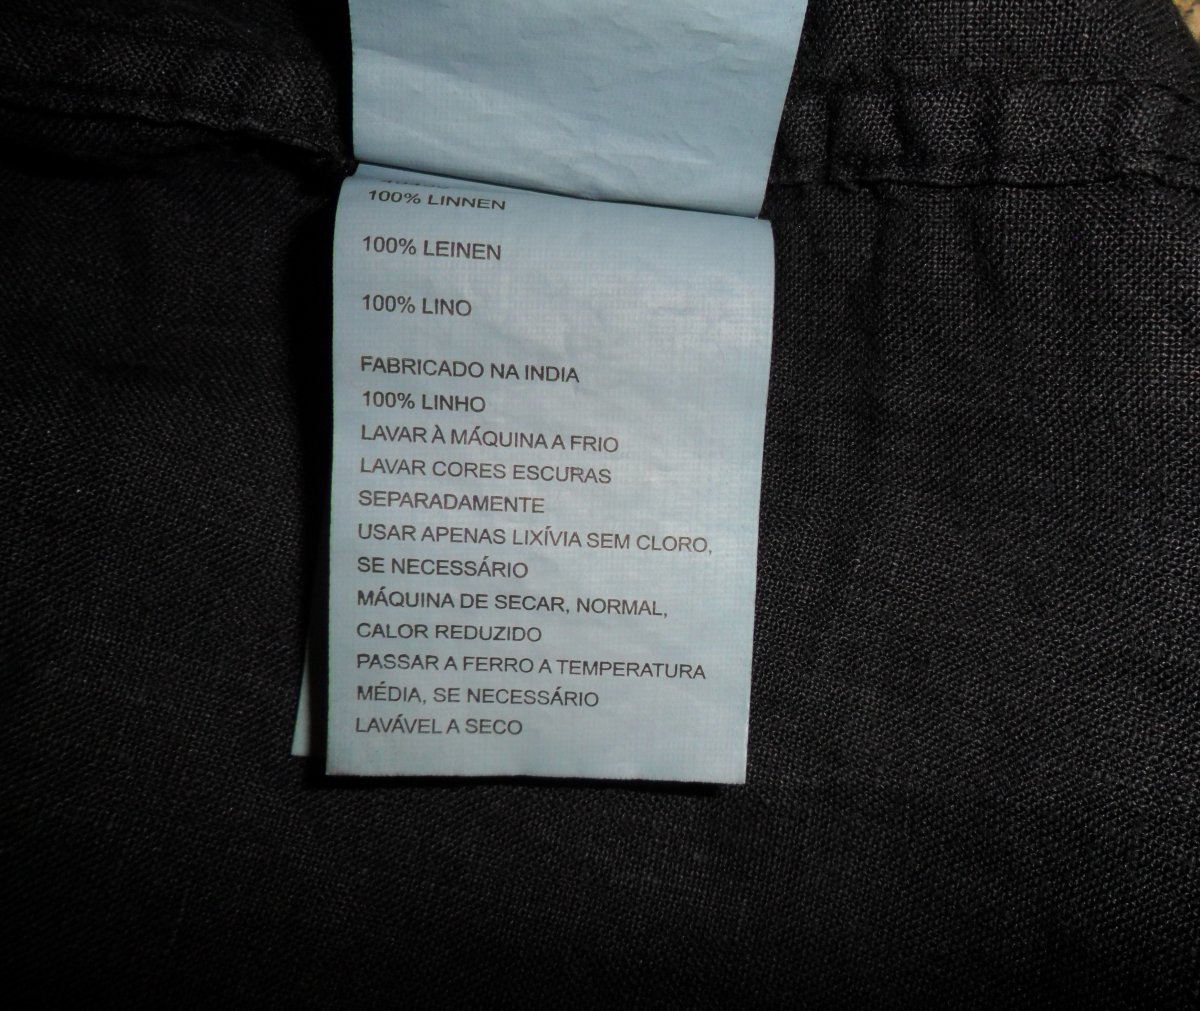 100% LINNEN
100% LEINEN
100% LINO
FABRICADO NA INDIA
100% LINHO
LAVAR À MÁQUINA A FRIO
LAVAR CORES ESCURAS
SEPARADAMENTE
USAR APENAS LIXÍVIA SEM CLORO,
SE NECESSÁRIO
MÁQUINA DE SECAR, NORMAL,
CALOR REDUZIDO
PASSAR A FERRO A TEMPERATURA
MÉDIA, SE NECESSÁRIO
LAVÁVEL A SECO